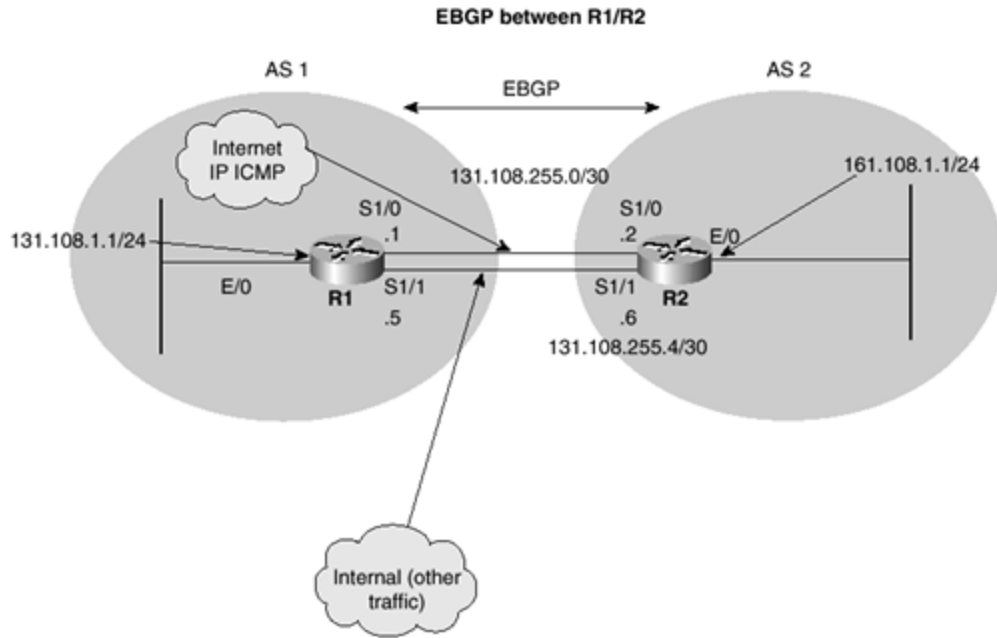 EBGP between R1/R2
AS 1
AS 2
EBGP
Internet
IP ICMP
131.108.255.0/30
161.108.1.1/24
S1/0
S1/0
131.108.1.1/24
.1
.2
E/0
E/0
R1
S1/1
S1/1
R2
.5
.6
131.108.255.4/30
Internal (other
traffic)